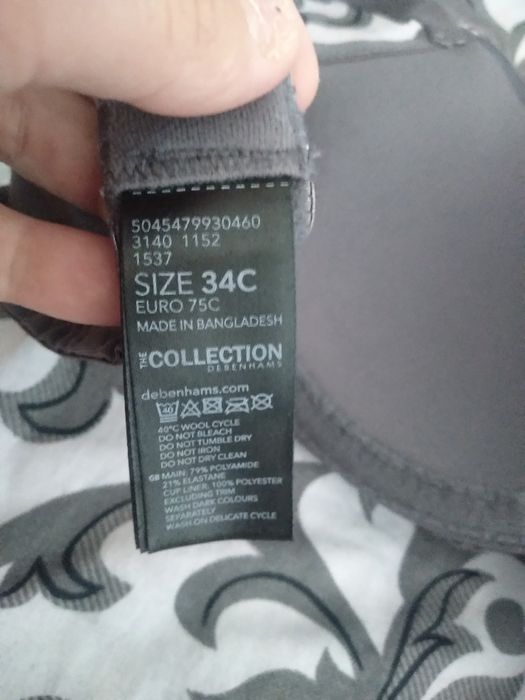 5045479930460
3140 1152
1537
SIZE 34C
EURO 75C
MADE IN BANGLADESH
THE COLLECTION
DEBENHAMS
debenhams.com
40
40°C WOOL CYCLE
DO NOT BLEACH
DO NOT TUMBLE DRY
DO NOT IRON
DO NOT DRY CLEAN
GB MAIN: 79% POLYAMIDE
21% ELASTANE
CUP LINER: 100% POLYESTER
EXCLUDING TRIM
WASH DARK COLOURS
SEPARATELY
WASH ON DELICATE CYCLE